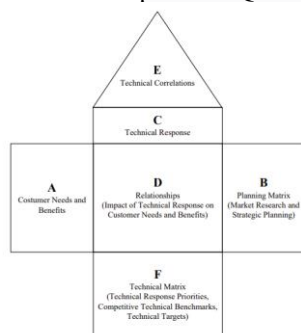 E
Technical Correlations
C
Technical Response
A
Costumer Needs and
Benefits
D
Relationships
(Impact of Technical Response on
Customer Needs and Benefits)
B
Planning Matrix
(Market Research and
Strategic Planning)
F
Technical Matrix
(Technical Response Priorities,
Competitive Technical Benchmarks,
Technical Targets)